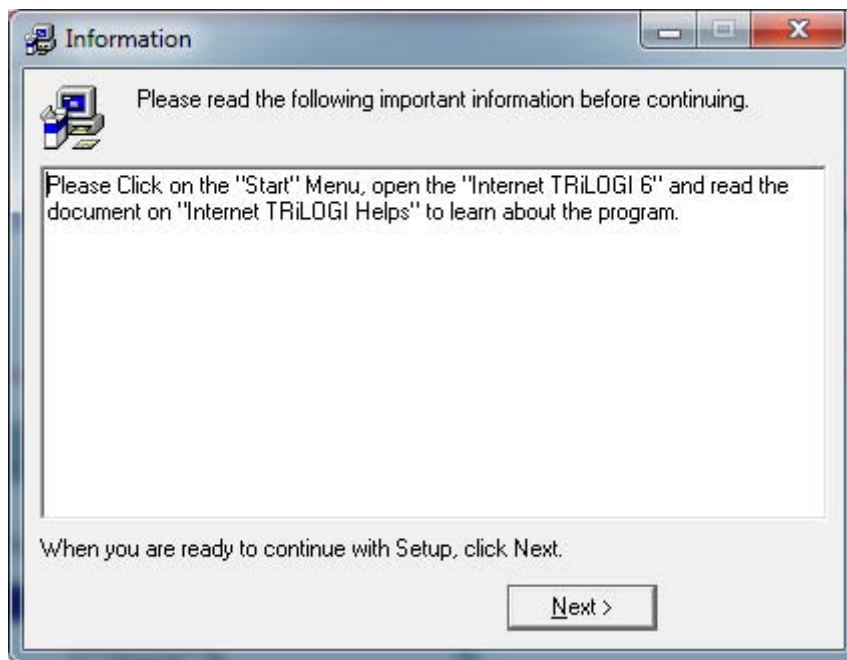 Information
Please read the following important information before continuing.
Please Click on the "Start" Menu, open the "Internet TRiLOGI 6" and read the
document on "Internet TRiLOGI Helps" to learn about the program.
When you are ready to continue with Setup, click Next.
Next >